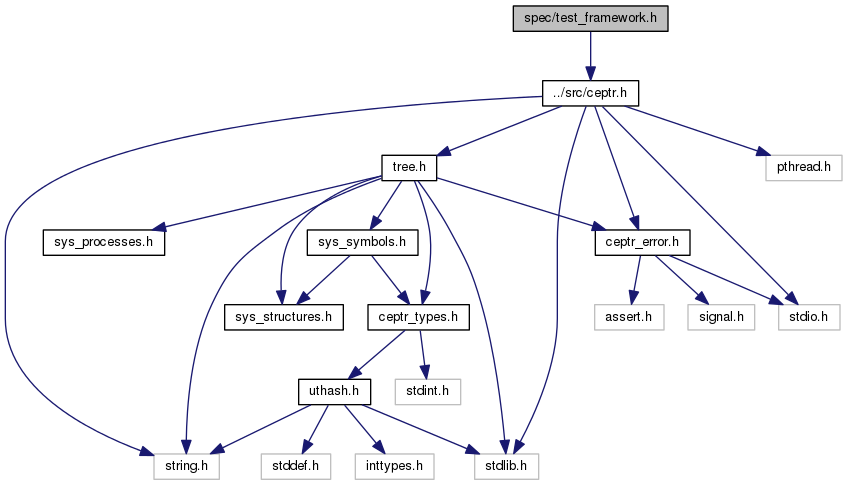 spec/test_framework.h
../src/ceptr.h
tree.h
pthread.h
sys_processes.h
sys_symbols.h
ceptr_error.h
sys_structures.h
ceptr_types.h
assert.h
signal.h
stdio.h
uthash.h
stdint.h
string.h
stddef.h
inttypes.h
stdlib.h